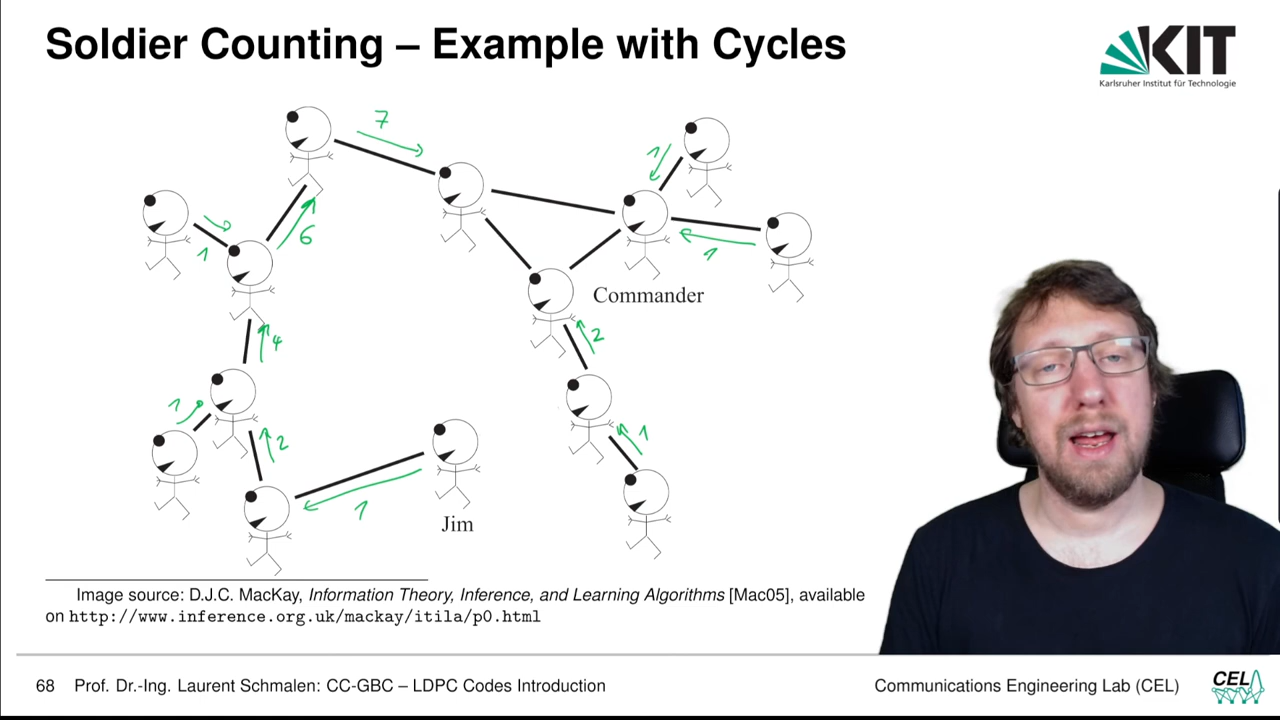 Soldier Counting – Example with Cycles
KIT
Karlsruher Institut für Technologie
7
1
1
6
1
Commander
4
2
1
2
1
1
Jim
Image source: D.J.C. MacKay, Information Theory, Inference, and Learning Algorithms [Mac05], available
on http://www.inference.org.uk/mackay/itila/p0.html
68 Prof. Dr.-Ing. Laurent Schmalen: CC-GBC – LDPC Codes Introduction
Communications Engineering Lab (CEL)
CEL